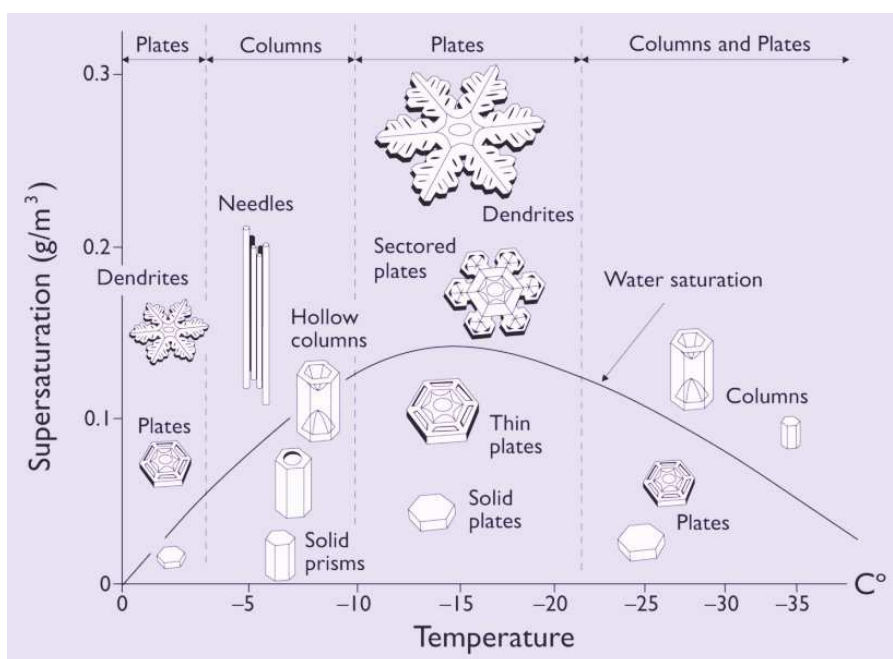 Plates
Columns
Plates
Columns and Plates
0.3
Supersaturation (g/m³)
Needles
Dendrites
0.2
Sectored
plates
Dendrites
Water saturation
Hollow
columns
0.1
Plates
Thin
plates
Columns
Solid
plates
Plates
Solid
prisms
0
0
–5
–10
–15
–20
–25
–30
–35
C°
Temperature